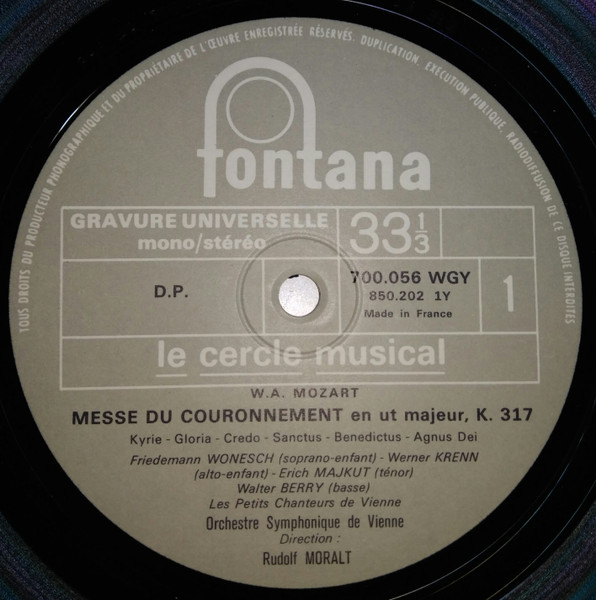 TOUS DROITS DU PRODUCTEUR PHONOGRAPHIQUE ET DU PROPRIÉTAIRE DE L'ŒUVRE ENREGISTRÉE RÉSERVÉS. DUPLICATION, EXÉCUTION PUBLIQUE, RADIODIFFUSION DE CE DISQUE INTERDITES
fontana
GRAVURE UNIVERSELLE
mono/stéréo
33 1/3
D.P.
700.056 WGY
850.202 1Y
Made in France
1
le cercle musical
W.A. MOZART
MESSE DU COURONNEMENT en ut majeur, K. 317
Kyrie - Gloria - Credo - Sanctus - Benedictus - Agnus Dei
Friedemann WONESCH (soprano-enfant) - Werner KRENN
(alto-enfant) - Erich MAJKUT (ténor)
Walter BERRY (basse)
Les Petits Chanteurs de Vienne
Orchestre Symphonique de Vienne
Direction :
Rudolf MORALT